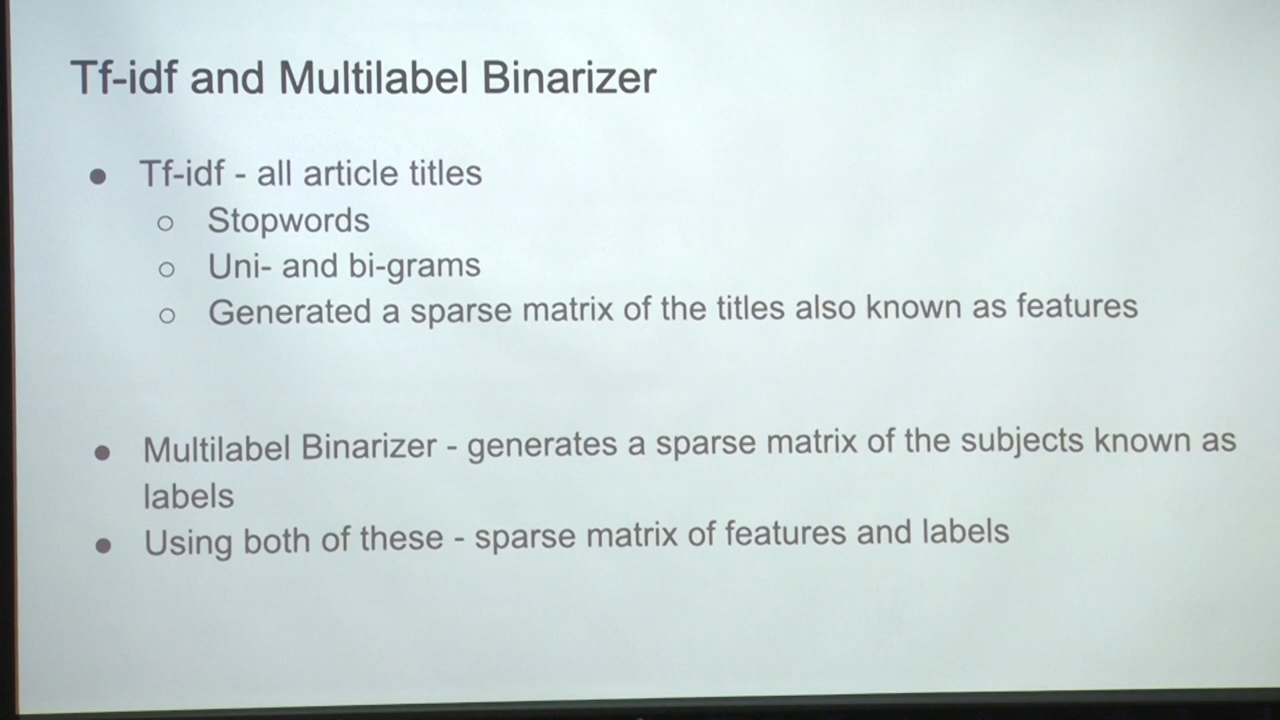 Tf-idf and Multilabel Binarizer
● Tf-idf - all article titles
○ Stopwords
○ Uni- and bi-grams
○ Generated a sparse matrix of the titles also known as features
● Multilabel Binarizer - generates a sparse matrix of the subjects known as
labels
● Using both of these - sparse matrix of features and labels